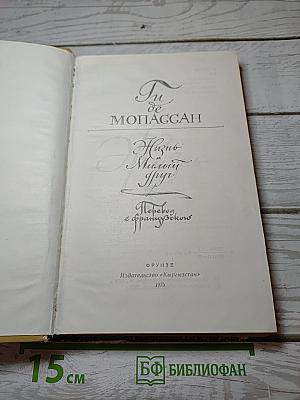 Ги
де
МОПАССАН
Жизнь
Милый
друг
Перевод
с французского
ФРУНЗЕ
Издательство «Кыргызстан»
15 см
БФ БИБЛИОФАН